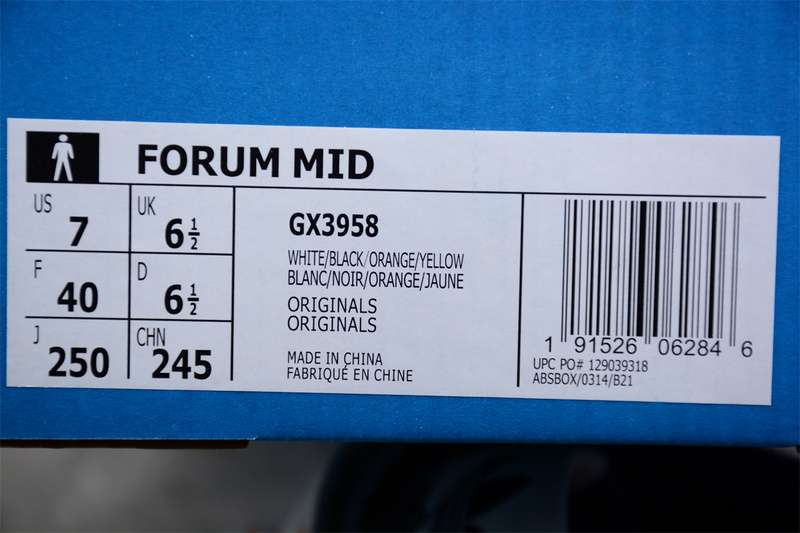 FORUM MID
US 7
UK 6 1/2
F 40
D 6 1/2
J 250
CHN 245
GX3958
WHITE/BLACK/ORANGE/YELLOW
BLANC/NOIR/ORANGE/JAUNE
ORIGINALS
ORIGINALS
MADE IN CHINA
FABRIQUÉ EN CHINE
1 91526 06284 6
UPC PO# 129039318
ABSBOX/0314/B21